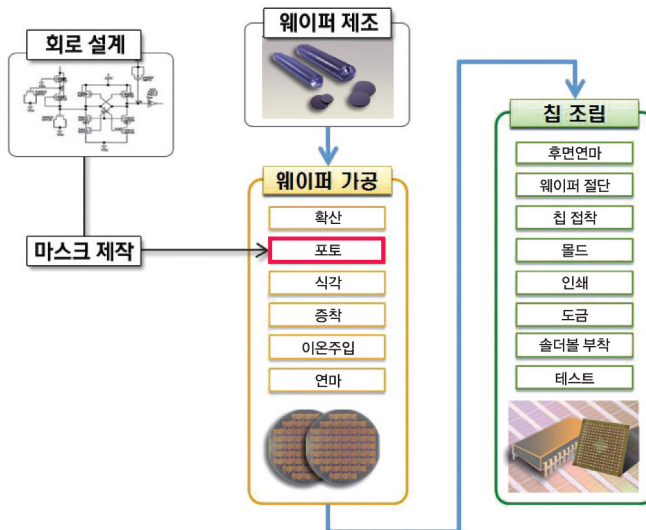 회로 설계
웨이퍼 제조
마스크 제작
웨이퍼 가공
확산
포토
식각
증착
이온주입
연마
칩 조립
후면연마
웨이퍼 절단
칩 접착
몰드
인쇄
도금
솔더볼 부착
테스트